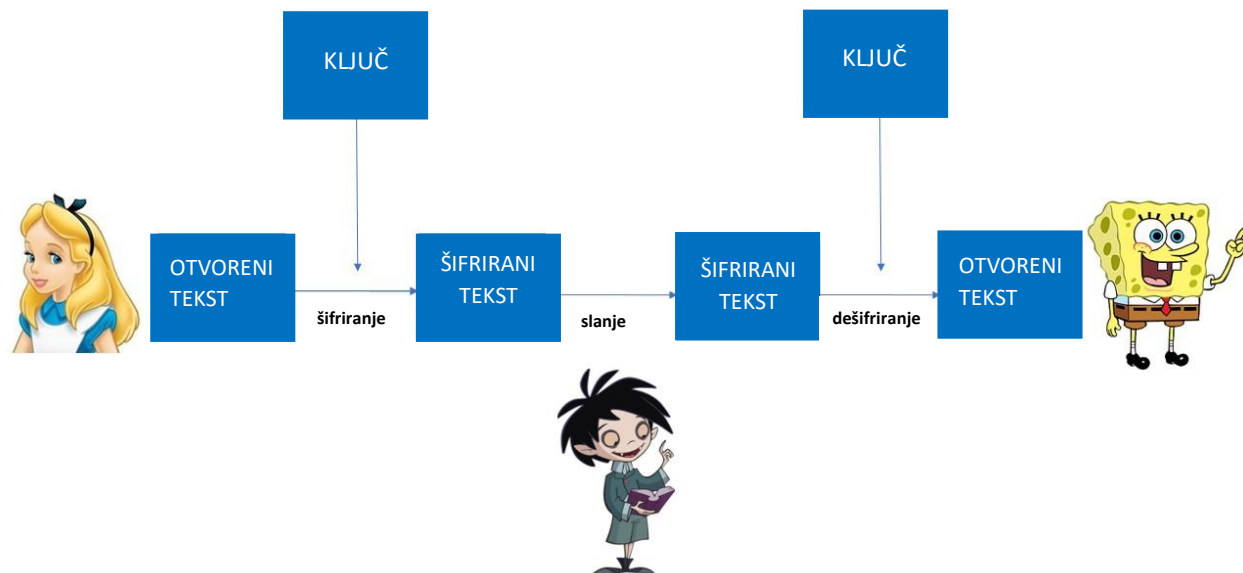 KLJUČ
KLJUČ
OTVORENI
TEKST
šifriranje
ŠIFRIRANI
TEKST
slanje
ŠIFRIRANI
TEKST
dešifriranje
OTVORENI
TEKST